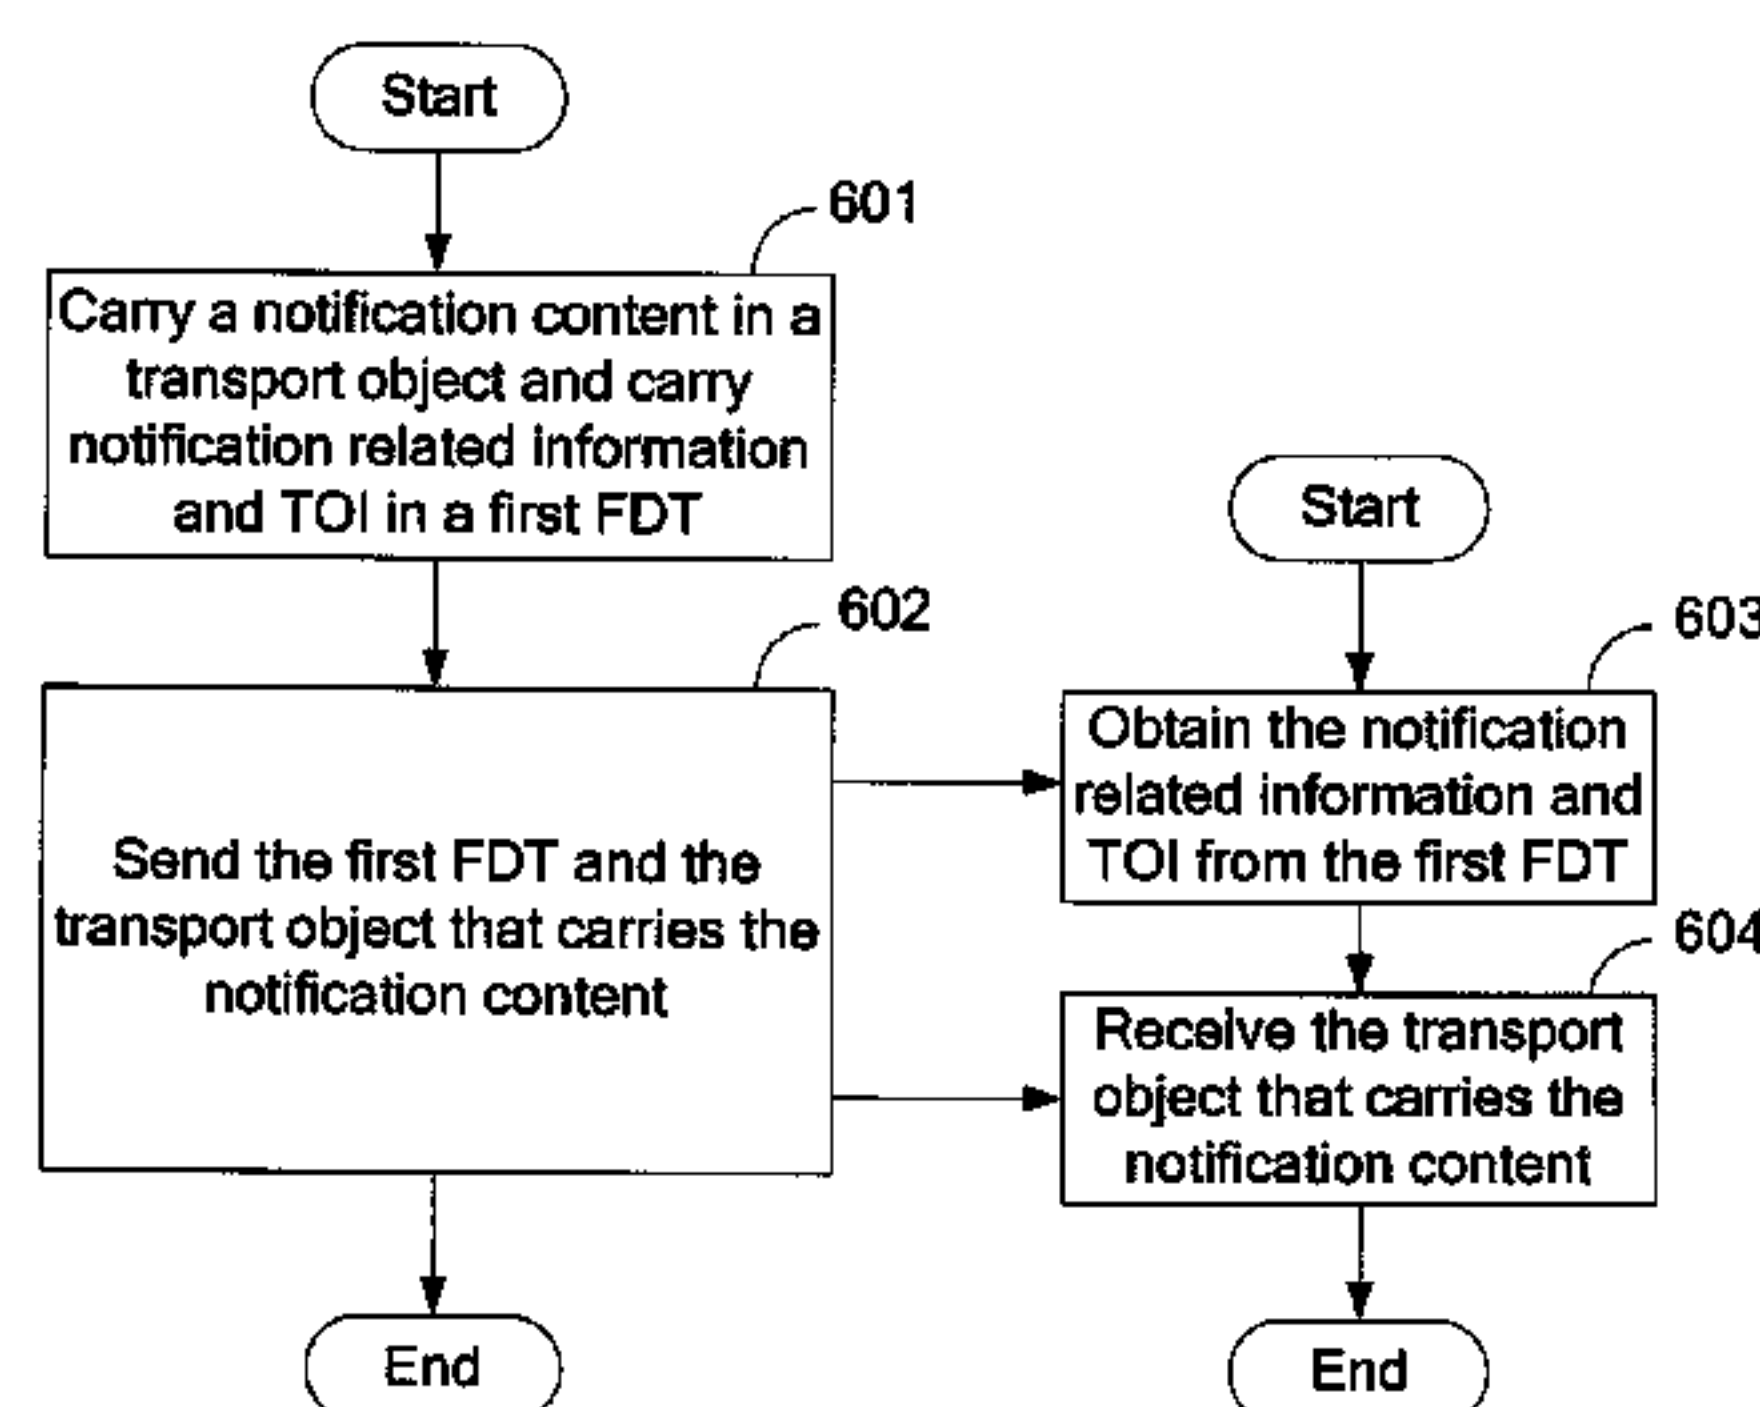 Start
601
Carry a notification content in a
transport object and carry
notification related information
and TOI in a first FDT
602
Send the first FDT and the
transport object that carries the
notification content
End
Start
603
Obtain the notification
related information and
TOI from the first FDT
604
Receive the transport
object that carries the
notification content
End